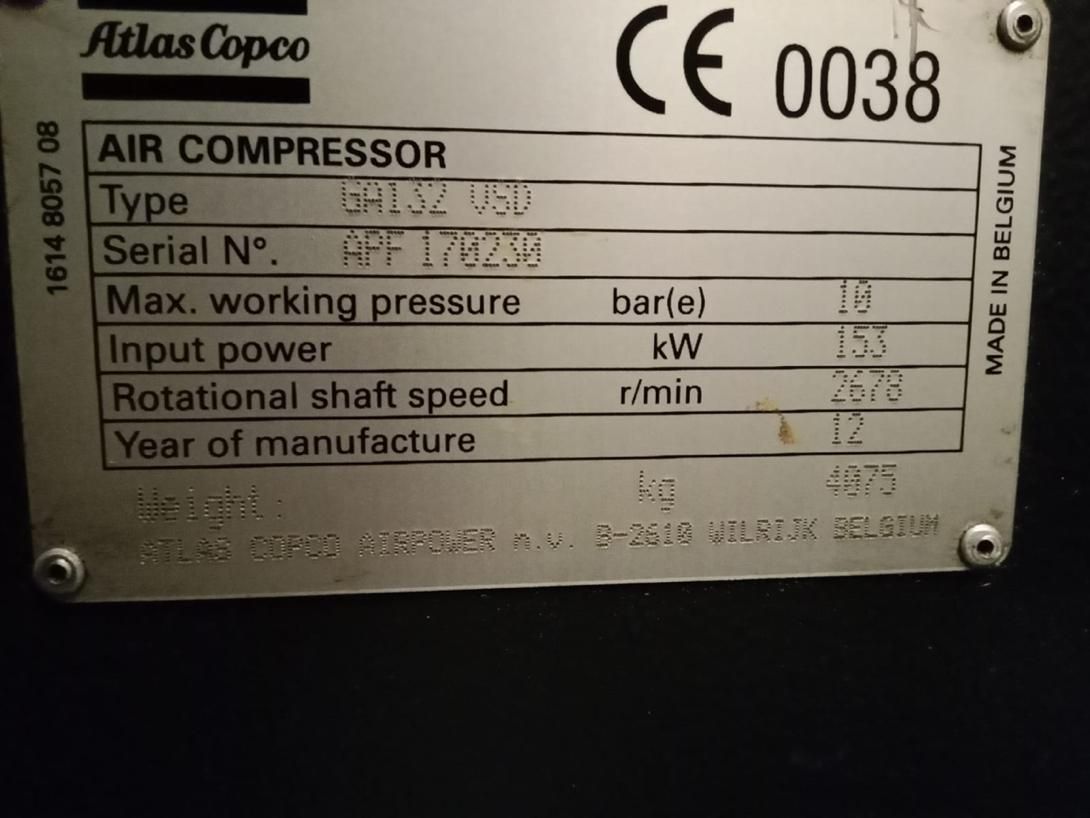 Atlas Copco
CE 0038
AIR COMPRESSOR
Type GA132 VSD
Serial Nº. APF 170230
Max. working pressure bar(e) 10
Input power kW 153
Rotational shaft speed r/min 2678
Year of manufacture 12
Weight: kg 4075
ATLAS COPCO AIRPOWER n.v. B-2610 WILRIJK BELGIUM
1614 8057 08
MADE IN BELGIUM